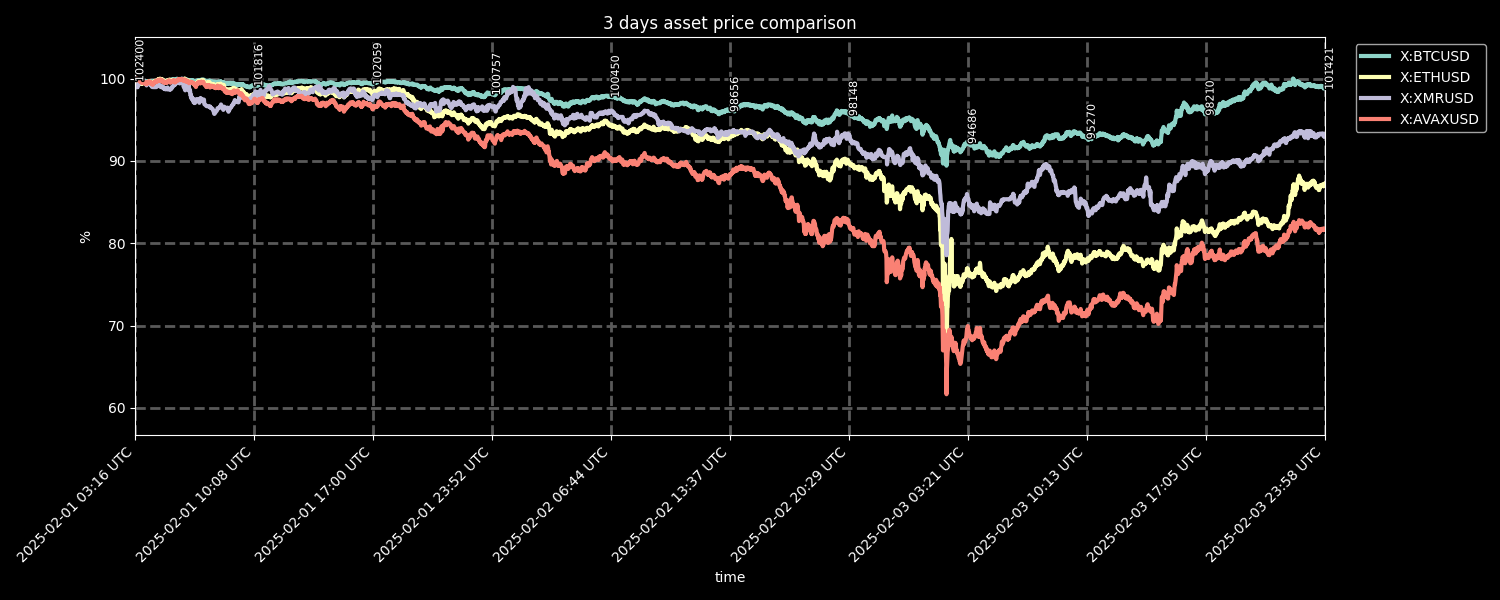 3 days asset price comparison
102400
101816
102059
100757
100450
98656
98148
94686
95270
98210
1014211
X:BTCUSD
X:ETHUSD
X:XMRUSD
X:AVAXUSD
100
90
80
70
60
%
2025-02-01 03:16 UTC
2025-02-01 10:08 UTC
2025-02-01 17:00 UTC
2025-02-01 23:52 UTC
2025-02-02 06:44 UTC
2025-02-02 13:37 UTC
2025-02-02 20:29 UTC
2025-02-03 03:21 UTC
2025-02-03 10:13 UTC
2025-02-03 17:05 UTC
2025-02-03 23:58 UTC
time